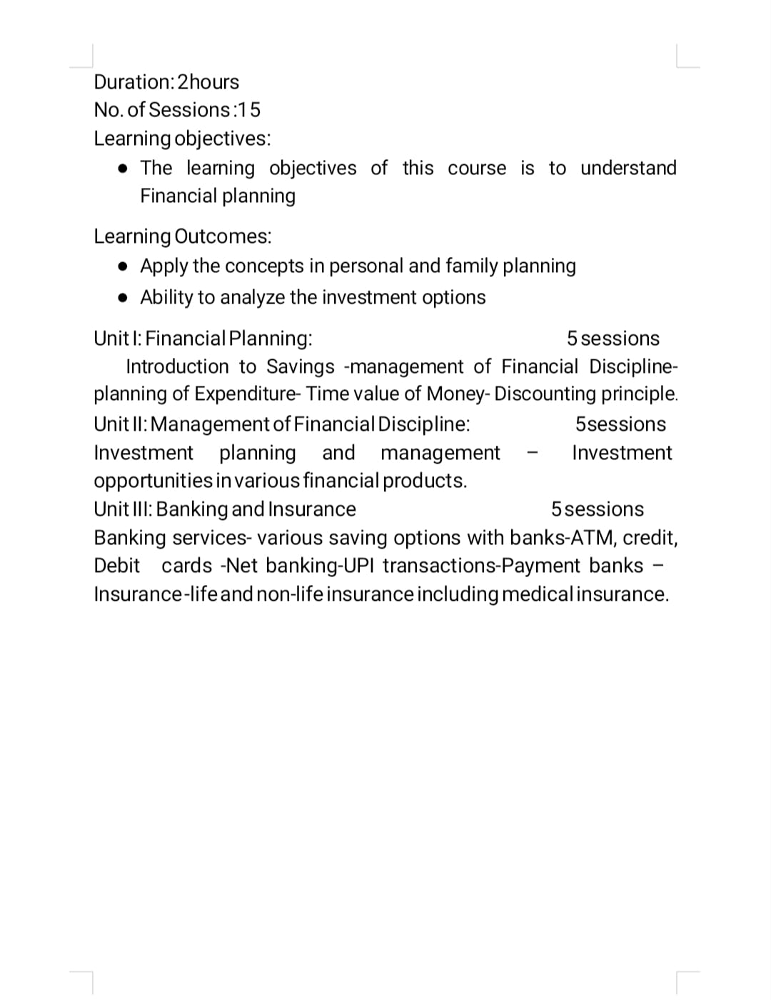 Duration: 2hours
No. of Sessions :15
Learning objectives:
● The learning objectives of this course is to understand
Financial planning
Learning Outcomes:
● Apply the concepts in personal and family planning
● Ability to analyze the investment options
Unit I: Financial Planning: 5 sessions
Introduction to Savings -management of Financial Discipline-
planning of Expenditure- Time value of Money- Discounting principle.
Unit II: Management of Financial Discipline: 5sessions
Investment planning and management – Investment
opportunities in various financial products.
Unit III: Banking and Insurance 5 sessions
Banking services- various saving options with banks-ATM, credit,
Debit cards -Net banking-UPI transactions-Payment banks –
Insurance -life and non-life insurance including medical insurance.